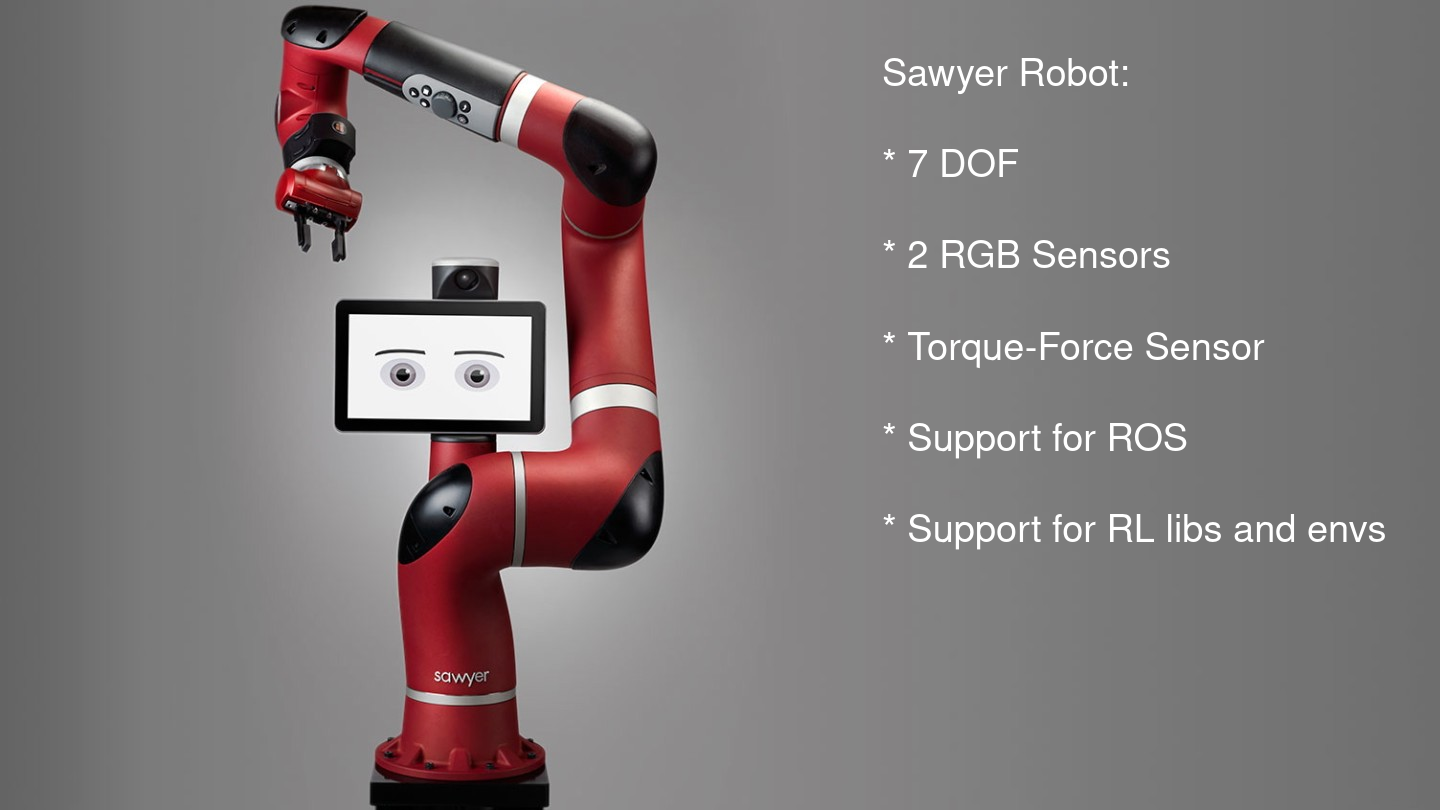 Sawyer Robot:
* 7 DOF
* 2 RGB Sensors
* Torque-Force Sensor
* Support for ROS
* Support for RL libs and envs
sawyer